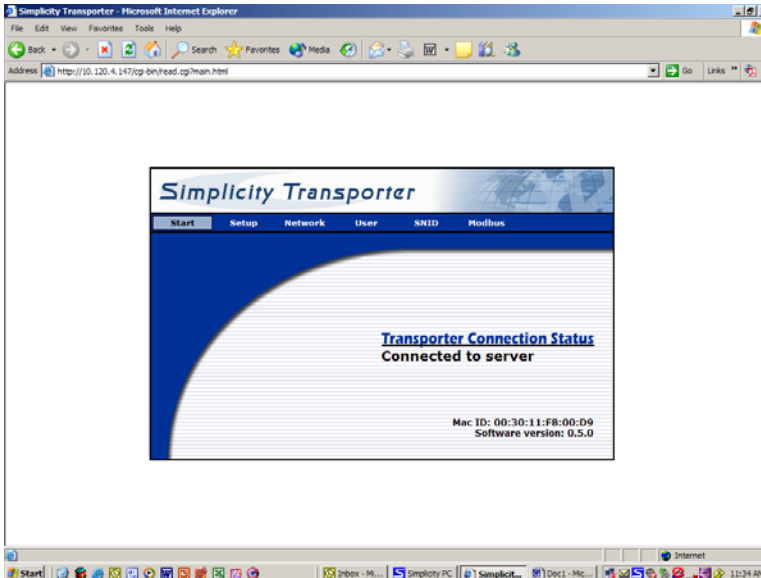 Simplicity Transporter - Microsoft Internet Explorer
File Edit View Favorites Tools Help
Back Search Favorites Media
Address http://10.120.4.147/cgi-bin/read.cgi?main.html Go Links »
Simplicity Transporter
Start Setup Network User SNID Modbus
Transporter Connection Status
Connected to server
Mac ID: 00:30:11:FB:00:D9
Software version: 0.5.0
Internet
Start Inbox - M... Simplicity PC Simplicit... Doc1 - Mic... 11:34 AM